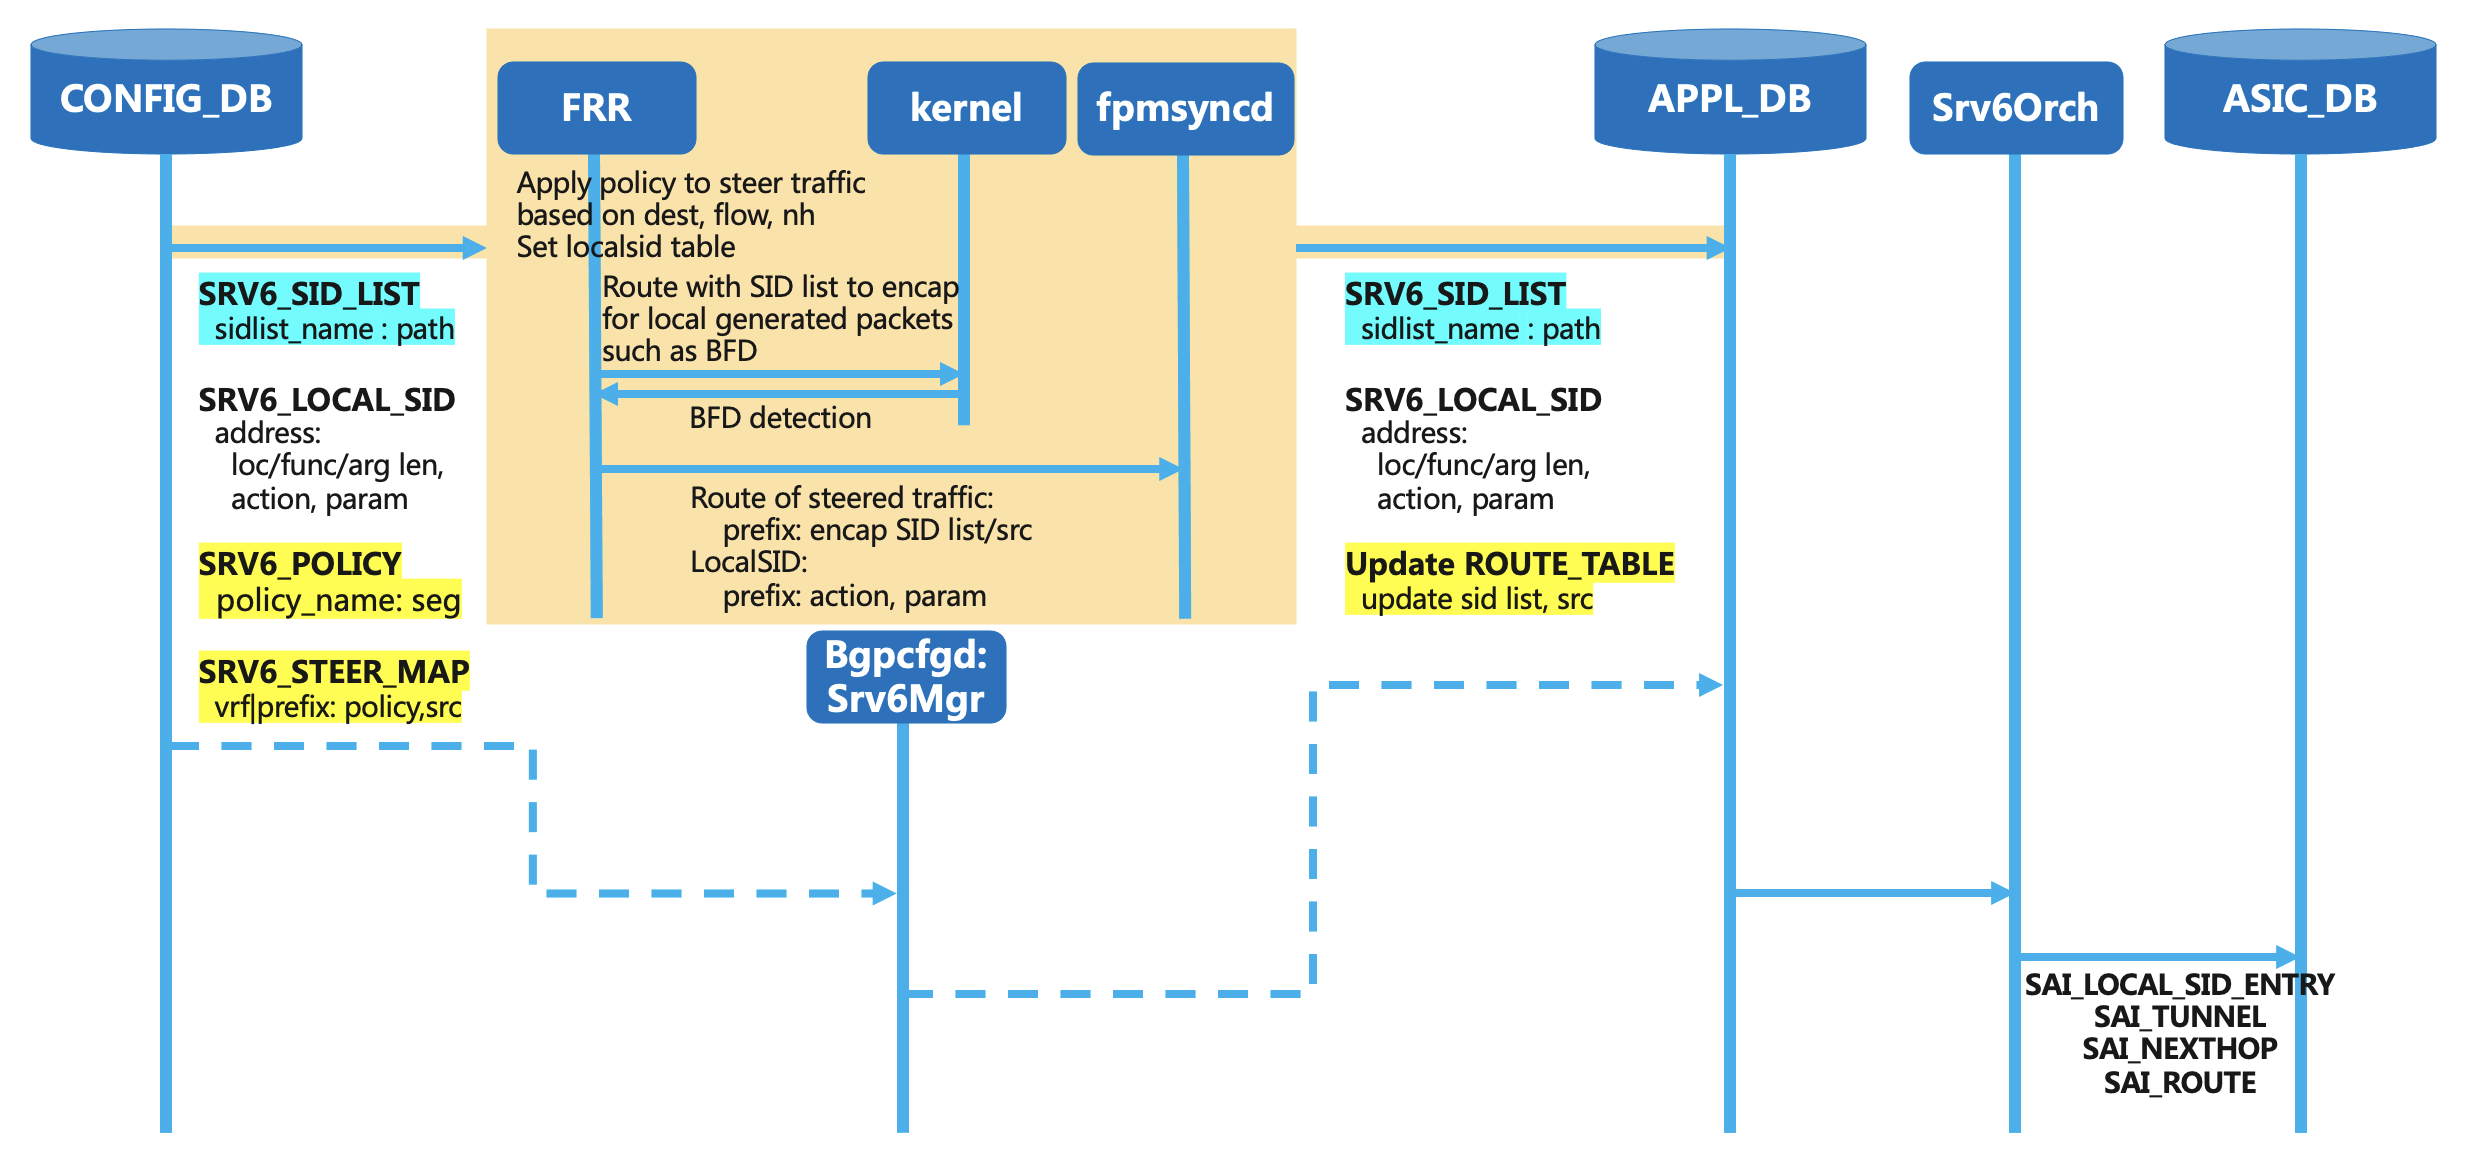 CONFIG_DB
FRR
kernel
fpmsyncd
APPL_DB
Srv6Orch
ASIC_DB
Apply policy to steer traffic
based on dest, flow, nh
Set localsid table
Route with SID list to encap
for local generated packets
such as BFD
BFD detection
Route of steered traffic:
prefix: encap SID list/src
LocalSID:
prefix: action, param
SRV6_SID_LIST
sidlist_name : path
SRV6_LOCAL_SID
address:
loc/func/arg len,
action, param
SRV6_POLICY
policy_name: seg
SRV6_STEER_MAP
vrf|prefix: policy,src
Bgpcfgd:
Srv6Mgr
SRV6_SID_LIST
sidlist_name : path
SRV6_LOCAL_SID
address:
loc/func/arg len,
action, param
Update ROUTE_TABLE
update sid list, src
SAI_LOCAL_SID_ENTRY
SAI_TUNNEL
SAI_NEXTHOP
SAI_ROUTE